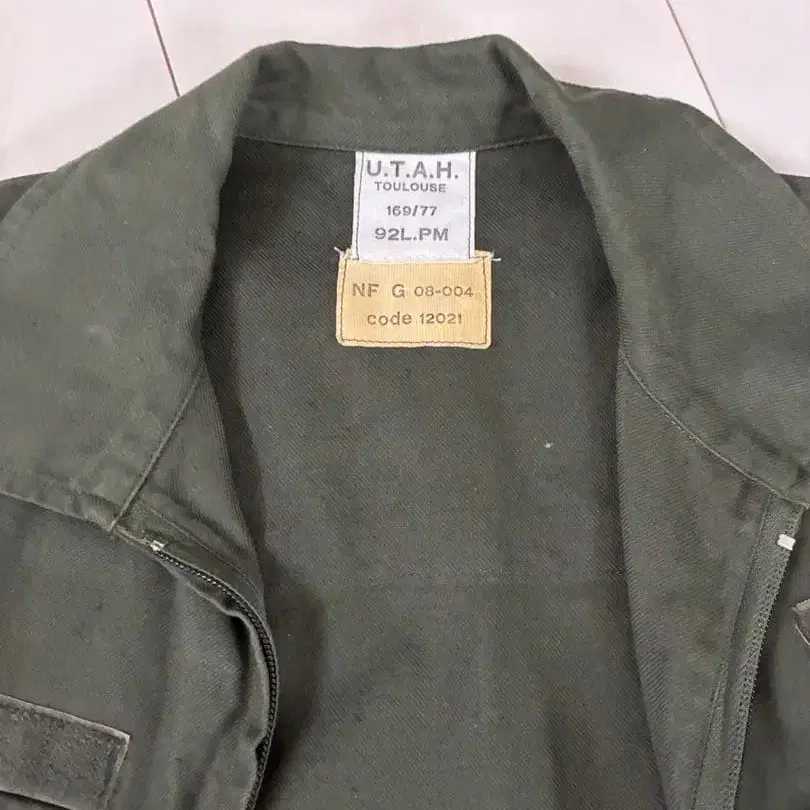 U.T.A.H.
TOULOUSE
169/77
92L.PM
NF G 08-004
code 12021